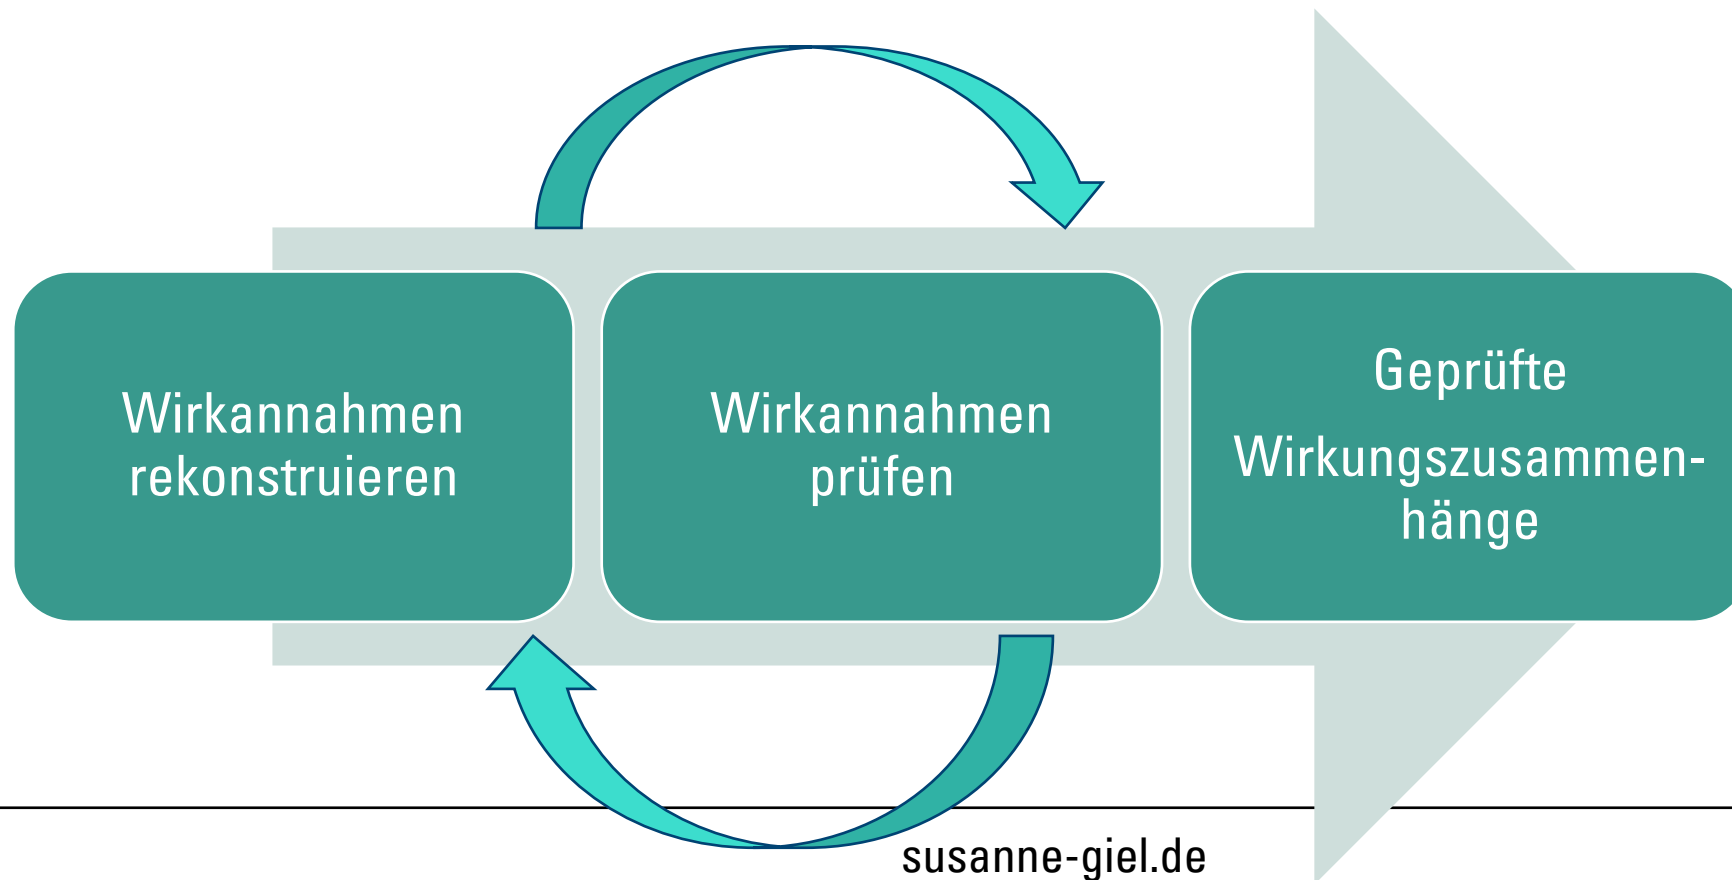 Wirkannahmen
rekonstruieren
Wirkannahmen
prüfen
Geprüfte
Wirkungszusammen-
hänge
susanne-giel.de